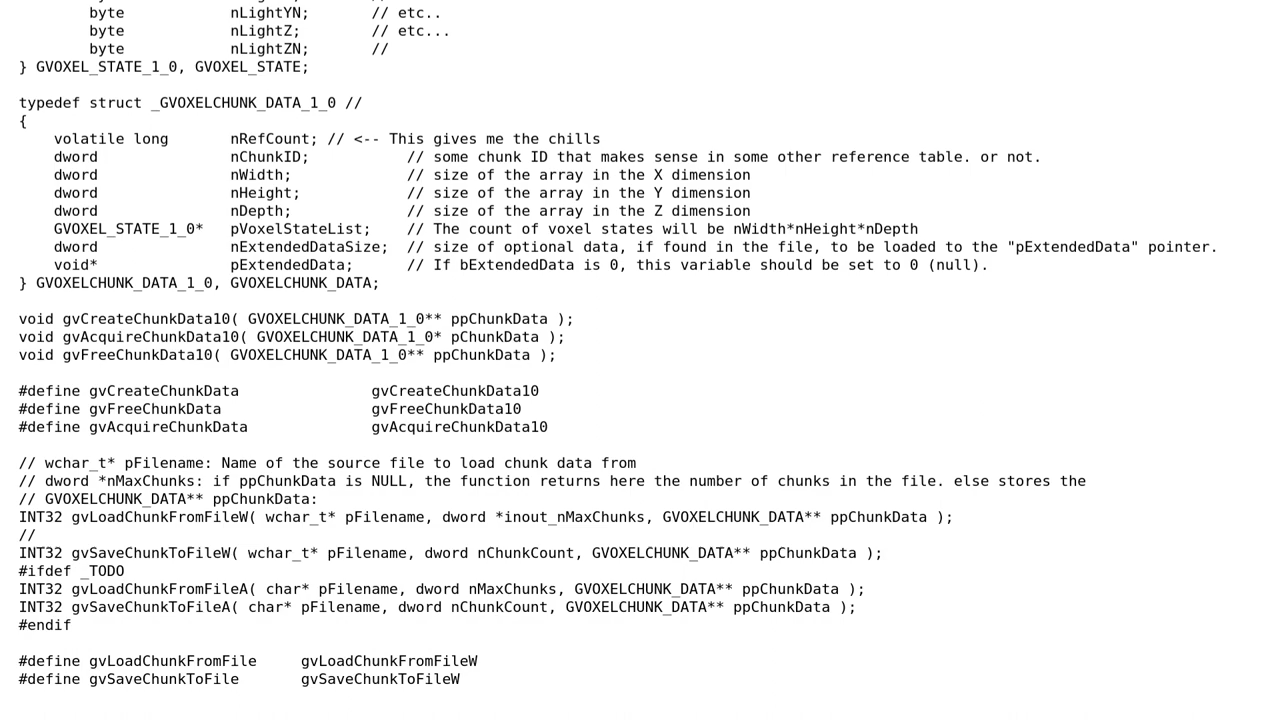 byte nLightYN; // etc..
byte nLightZ; // etc...
byte nLightZN; //
} GVOXEL_STATE_1_0, GVOXEL_STATE;
typedef struct _GVOXELCHUNK_DATA_1_0 //
{
volatile long nRefCount; // <-- This gives me the chills
dword nChunkID; // some chunk ID that makes sense in some other reference table. or not.
dword nWidth; // size of the array in the X dimension
dword nHeight; // size of the array in the Y dimension
dword nDepth; // size of the array in the Z dimension
GVOXEL_STATE_1_0* pVoxelStateList; // The count of voxel states will be nWidth*nHeight*nDepth
dword nExtendedDataSize; // size of optional data, if found in the file, to be loaded to the "pExtendedData" pointer.
void* pExtendedData; // If bExtendedData is 0, this variable should be set to 0 (null).
} GVOXELCHUNK_DATA_1_0, GVOXELCHUNK_DATA;
void gvCreateChunkData10( GVOXELCHUNK_DATA_1_0** ppChunkData );
void gvAcquireChunkData10( GVOXELCHUNK_DATA_1_0* pChunkData );
void gvFreeChunkData10( GVOXELCHUNK_DATA_1_0** ppChunkData );
#define gvCreateChunkData gvCreateChunkData10
#define gvFreeChunkData gvFreeChunkData10
#define gvAcquireChunkData gvAcquireChunkData10
// wchar_t* pFilename: Name of the source file to load chunk data from
// dword *nMaxChunks: if ppChunkData is NULL, the function returns here the number of chunks in the file. else stores the
// GVOXELCHUNK_DATA** ppChunkData:
INT32 gvLoadChunkFromFileW( wchar_t* pFilename, dword *inout_nMaxChunks, GVOXELCHUNK_DATA** ppChunkData );
//
INT32 gvSaveChunkToFileW( wchar_t* pFilename, dword nChunkCount, GVOXELCHUNK_DATA** ppChunkData );
#ifdef _TODO
INT32 gvLoadChunkFromFileA( char* pFilename, dword nMaxChunks, GVOXELCHUNK_DATA** ppChunkData );
INT32 gvSaveChunkToFileA( char* pFilename, dword nChunkCount, GVOXELCHUNK_DATA** ppChunkData );
#endif
#define gvLoadChunkFromFile gvLoadChunkFromFileW
#define gvSaveChunkToFile gvSaveChunkToFileW